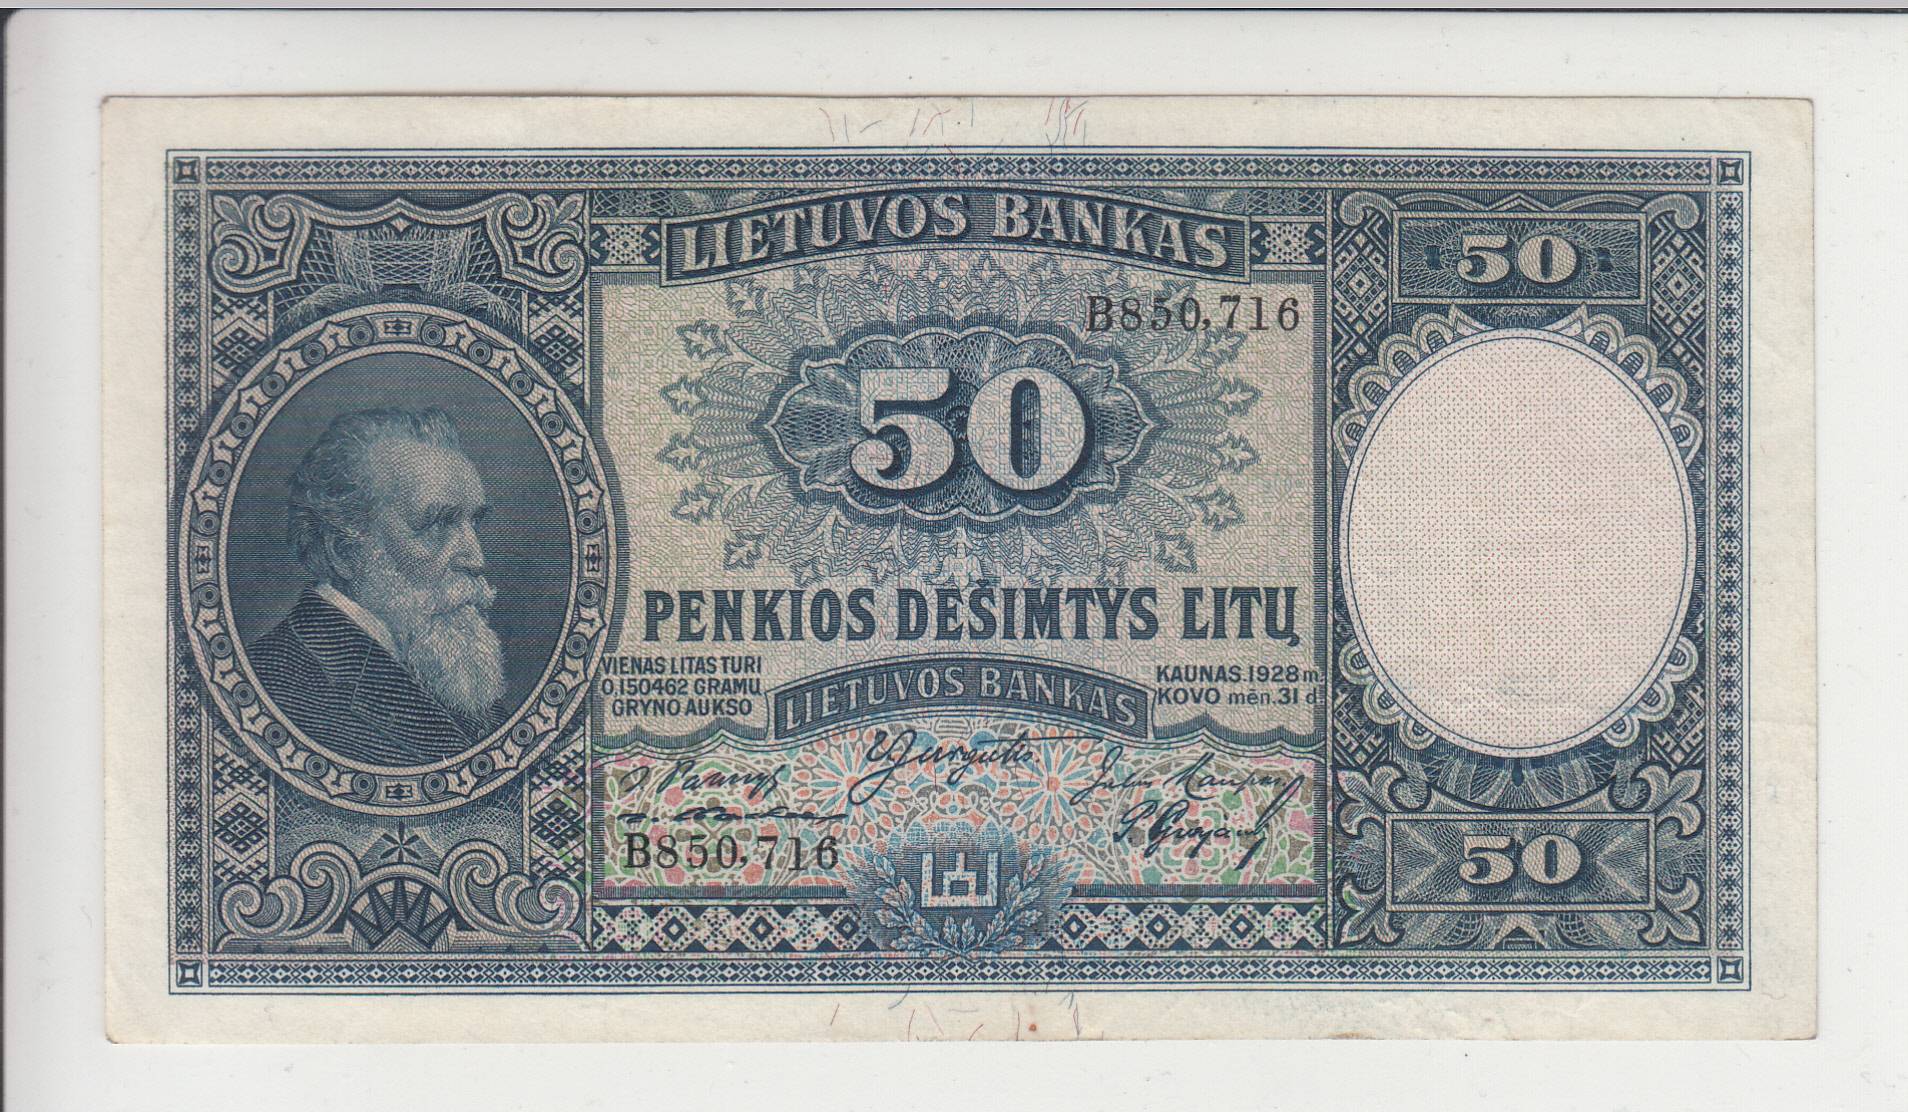 LIETUVOS BANKAS
50
B850,716
50
PENKIOS DEŠIMTYS LITŲ
VIENAS LITAS TURI
0,150462 GRAMŲ
GRYNO AUKSO
LIETUVOS BANKAS
KAUNAS.1928 m.
KOVO mėn. 31 d.
B850,716
50